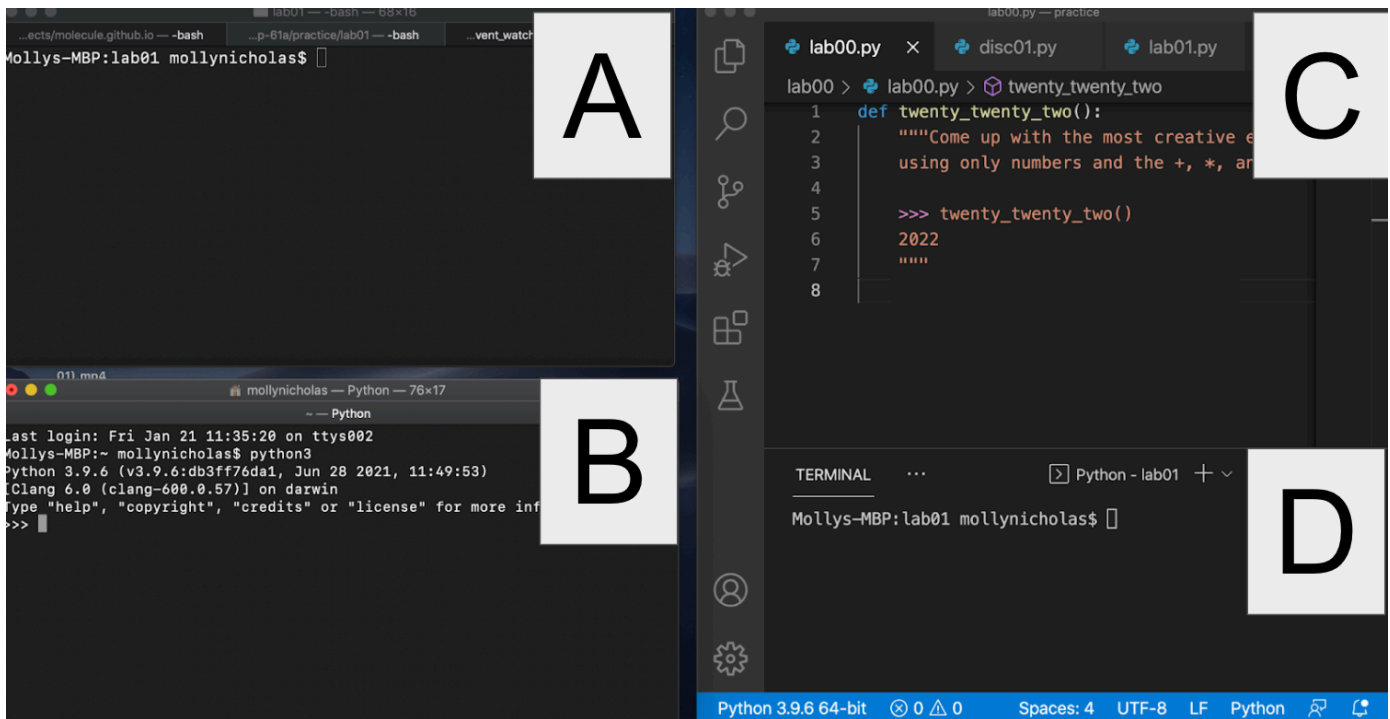 lab01 — -bash — 68×16
...ects/molecule.github.io — -bash
...p-61a/practice/lab01 — -bash
...vent_watch
Mollys-MBP:lab01 mollynicholas$
A
01).mp4
mollynicholas — Python — 76×17
~ — Python
Last login: Fri Jan 21 11:35:20 on ttys002
Mollys-MBP:~ mollynicholas$ python3
Python 3.9.6 (v3.9.6:db3ff76da1, Jun 28 2021, 11:49:53)
[Clang 6.0 (clang-600.0.57)] on darwin
Type "help", "copyright", "credits" or "license" for more inf
>>>
B
lab00.py — practice
lab00.py × disc01.py lab01.py
lab00 > lab00.py > twenty_twenty_two
1 def twenty_twenty_two():
2 """Come up with the most creative e
3 using only numbers and the +, *, an
4
5 >>> twenty_twenty_two()
6 2022
7 """
8
C
TERMINAL ... Python - lab01
Mollys-MBP:lab01 mollynicholas$
D
Python 3.9.6 64-bit 0 0 Spaces: 4 UTF-8 LF Python